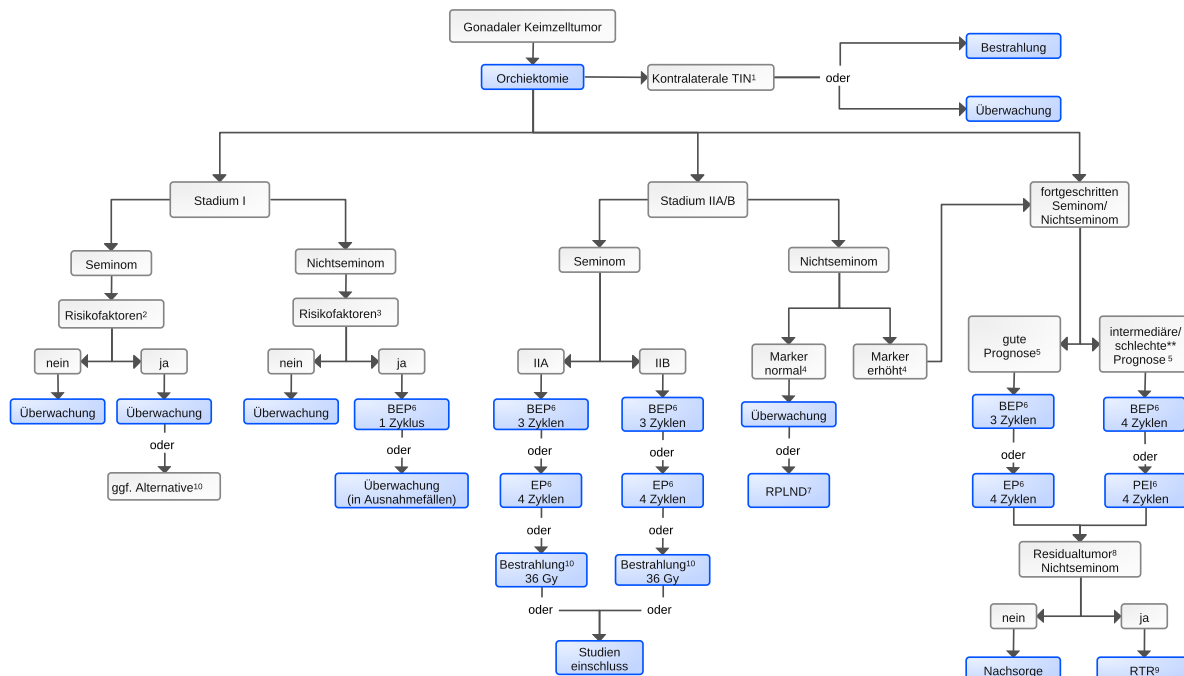 Gonadaler Keimzelltumor
Orchiektomie
Kontralaterale TIN¹
oder
Bestrahlung
Überwachung
Stadium I
Seminom
Risikofaktoren²
nein
ja
Überwachung
Überwachung
oder
ggf. Alternative¹⁰
Nichtseminom
Risikofaktoren³
nein
ja
Überwachung
BEP⁶
1 Zyklus
oder
Überwachung
(in Ausnahmefällen)
Stadium IIA/B
Seminom
IIA
IIB
BEP⁶
3 Zyklen
oder
EP⁶
4 Zyklen
oder
Bestrahlung¹⁰
36 Gy
oder
BEP⁶
3 Zyklen
oder
EP⁶
4 Zyklen
oder
Bestrahlung¹⁰
36 Gy
oder
Studien
einschluss
Nichtseminom
Marker
normal⁴
Marker
erhöht⁴
Überwachung
oder
RPLND⁷
fortgeschritten
Seminom/
Nichtseminom
gute
Prognose⁵
intermediäre/
schlechte**
Prognose ⁵
BEP⁶
3 Zyklen
oder
EP⁶
4 Zyklen
BEP⁶
4 Zyklen
oder
PEI⁶
4 Zyklen
Residualtumor⁸
Nichtseminom
nein
ja
Nachsorge
RTR⁹